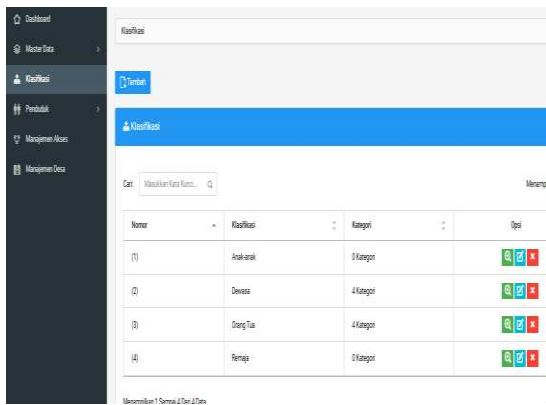 Dashboard
Master Data
Klasifikasi
Penduduk
Manajemen Akses
Manajemen Desa
Klasifikasi
Tambah
Klasifikasi
Cari: Masukkan Kata Kunci...
Menamp
Nomor Klasifikasi Kategori Opsi
(1) Anak-anak 0 Kategori
(2) Dewasa 4 Kategori
(3) Orang Tua 4 Kategori
(4) Remaja 0 Kategori
Menampilkan 1 Sampai 4 Dari 4 Data